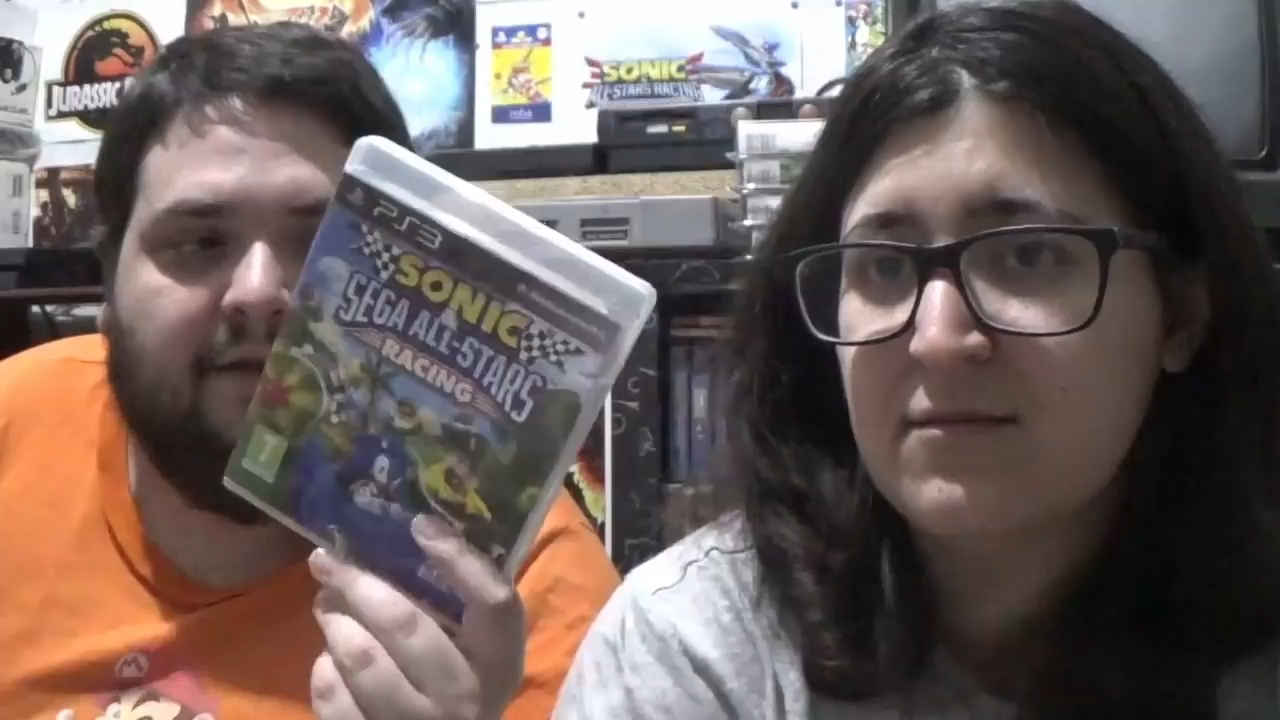 JURASSIC
SONIC
ALL-STARS RACING
PS3
SONIC
SEGA ALL-STARS
RACING
7
M